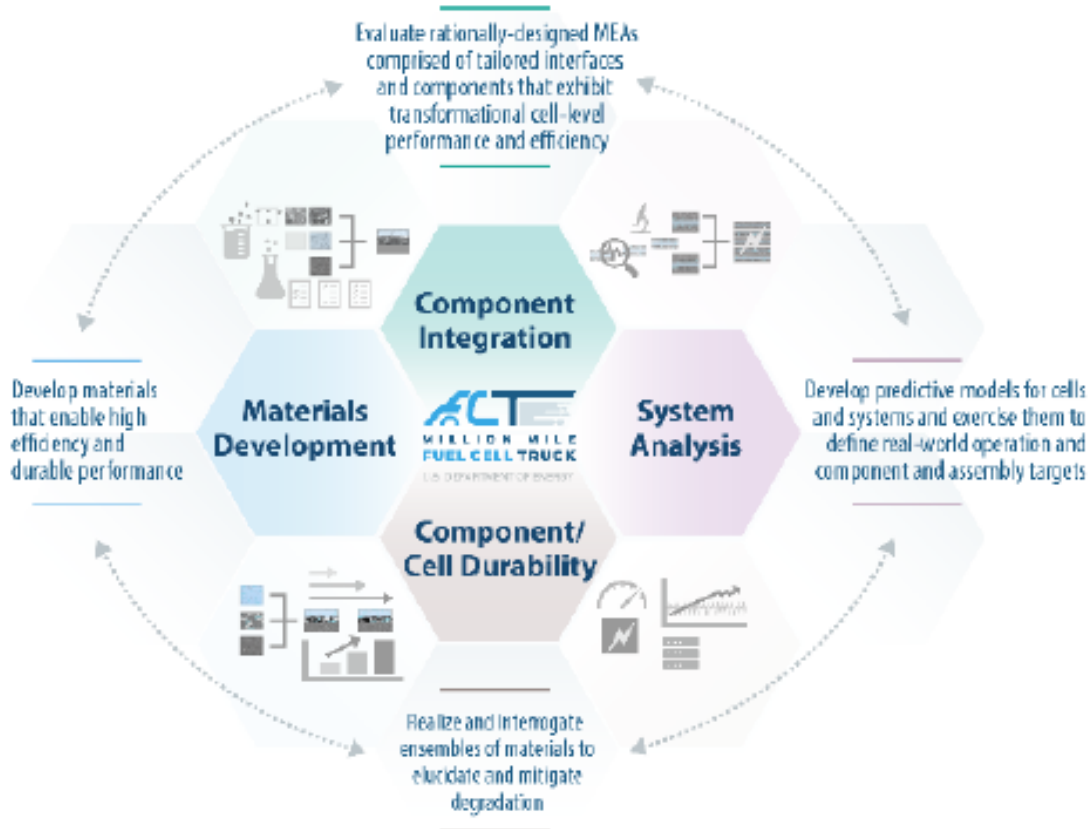 Evaluate rationally-designed MEAs
comprised of tailored interfaces
and components that exhibit
transformational cell-level
performance and efficiency
Component
Integration
Develop materials
that enable high
efficiency and
durable performance
Materials
Development
ACT
MILLION MILE
FUEL CELL TRUCK
U.S. DEPARTMENT OF ENERGY
System
Analysis
Develop predictive models for cells
and systems and exercise them to
define real-world operation and
component and assembly targets
Component/
Cell Durability
Realize and interrogate
ensembles of materials to
elucidate and mitigate
degradation